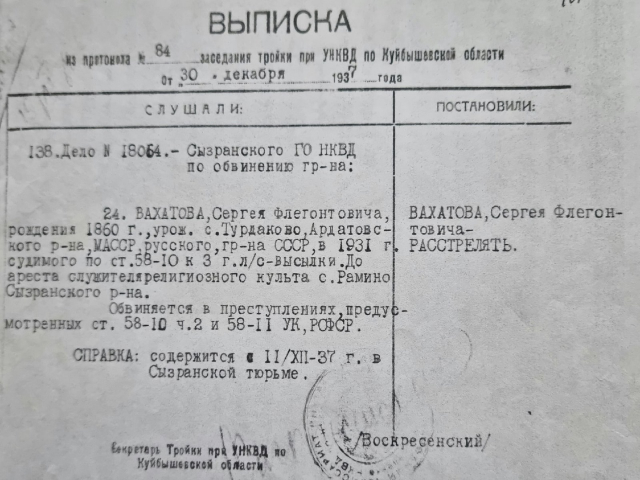 ВЫПИСКА
из протокола № 84 заседания тройки при УНКВД по Куйбышевской области
От "30" декабря 1937 года
СЛУШАЛИ:
ПОСТАНОВИЛИ:
138. Дело N 18064.- Сызранского ГО НКВД
по обвинению гр-на:
24. ВАХАТОВА,Сергея Флегонтовича,
рождения 1860 г.,урож. с.Турдаково,Ардатовс-
кого р-на,МАССР,русского,гр-на СССР,в 1931 г.
судимого по ст.58-10 к 3 г.л/с-высылки.До
ареста служителярелигиозного культа с.Рамино
Сызранского р-на.
Обвиняется в преступлениях,предус-
мотренных ст. 58-10 ч.2 и 58-11 УК,РСФСР.
СПРАВКА: содержится с II/XII-37 г. в
Сызранской тюрьме.
ВАХАТОВА,Сергея Флегон-
товича-
РАССТРЕЛЯТЬ.
Секретарь Тройки при УНКВД по
Куйбышевской области
/Воскресенский/